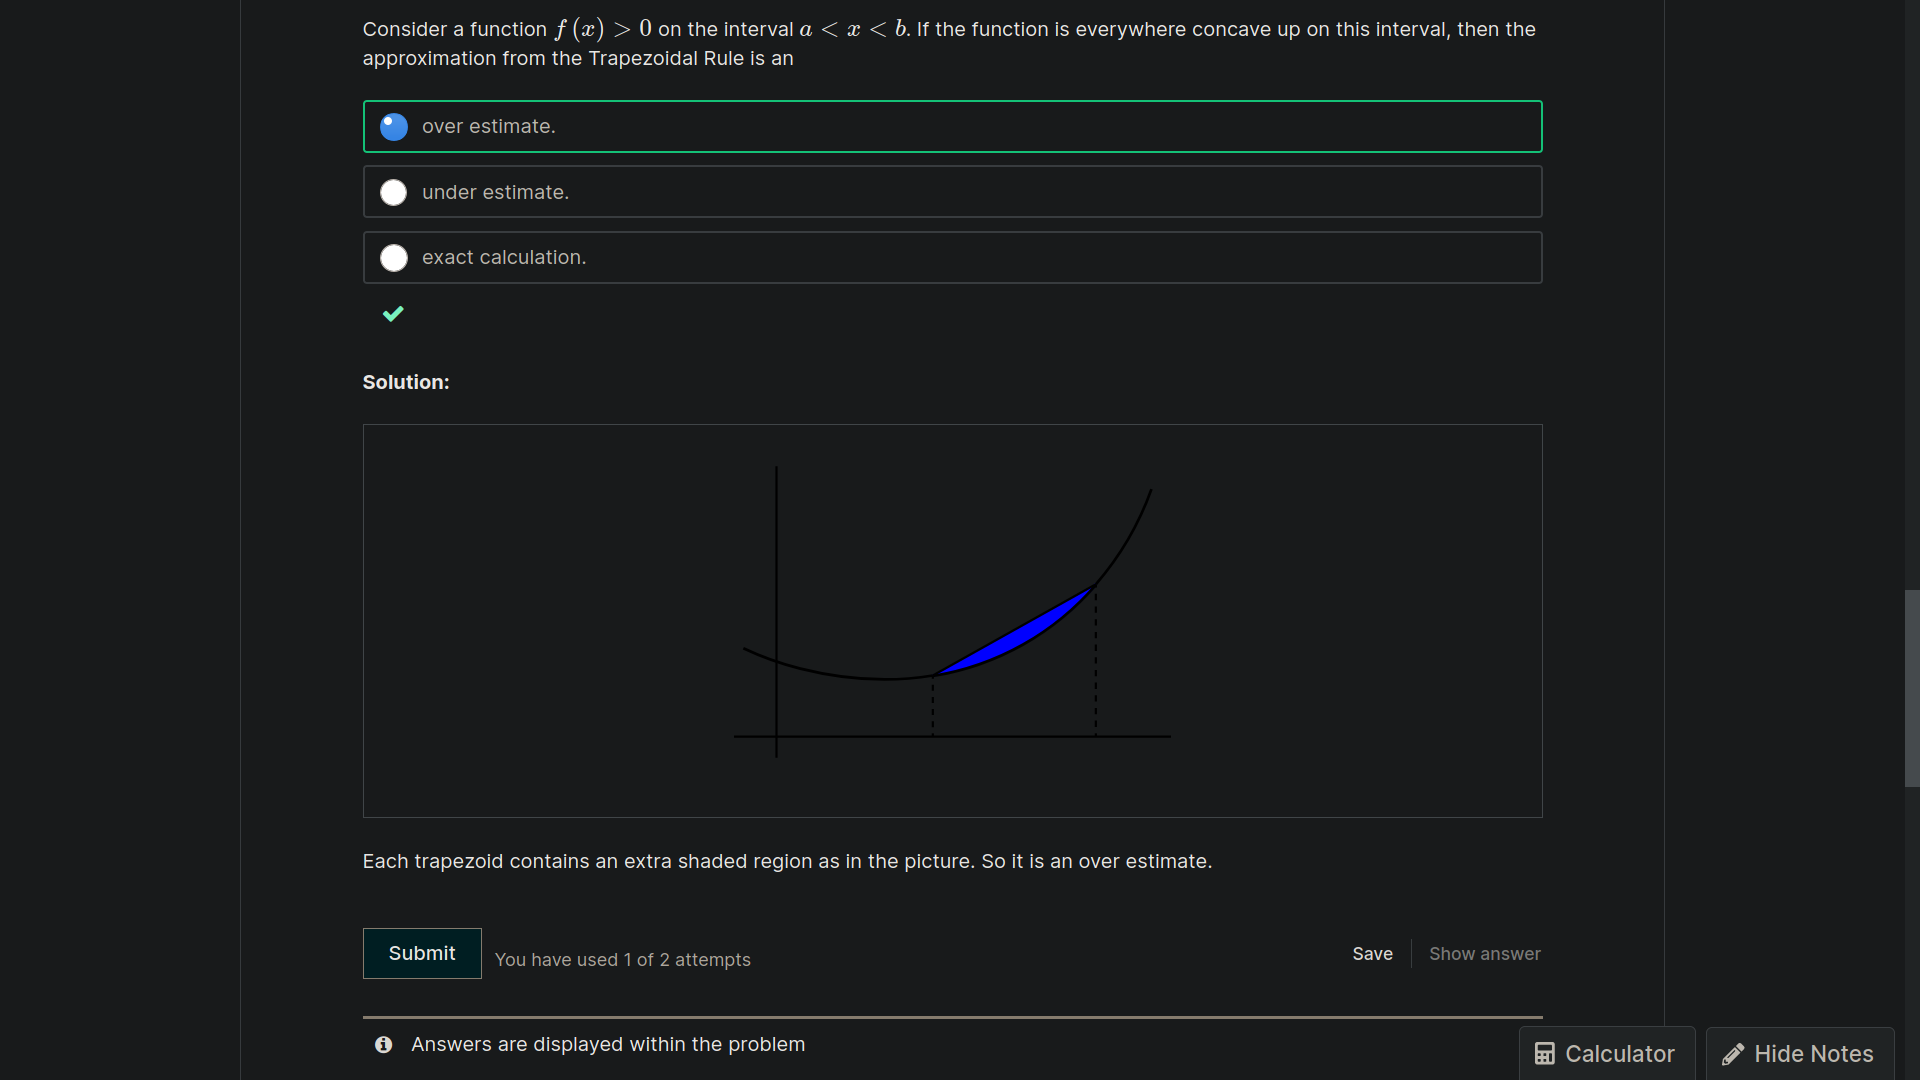 Consider a function f (x) > 0 on the interval a < x < b. If the function is everywhere concave up on this interval, then the
approximation from the Trapezoidal Rule is an
over estimate.
under estimate.
exact calculation.
Solution:
Each trapezoid contains an extra shaded region as in the picture. So it is an over estimate.
Submit
You have used 1 of 2 attempts
Save
Show answer
Answers are displayed within the problem
Calculator
Hide Notes